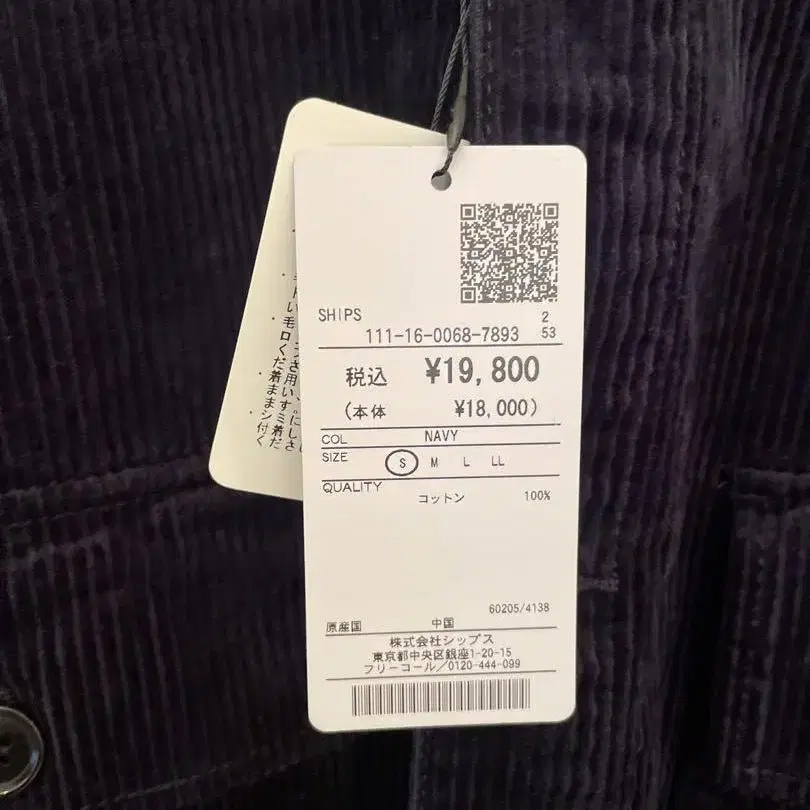 SHIPS 2
111-16-0068-7893 53
税込 ¥19,800
(本体 ¥18,000)
COL NAVY
SIZE S M L LL
QUALITY
コットン 100%
60205/4138
原産国 中国
株式会社シップス
東京都中央区銀座1-20-15
フリーコール/0120-444-099